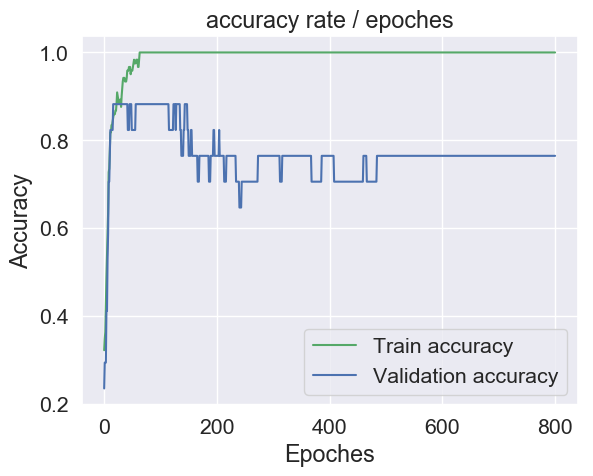 accuracy rate / epoches
1.0
0.8
0.6
0.4
0.2
Accuracy
Train accuracy
Validation accuracy
0 200 400 600 800
Epoches